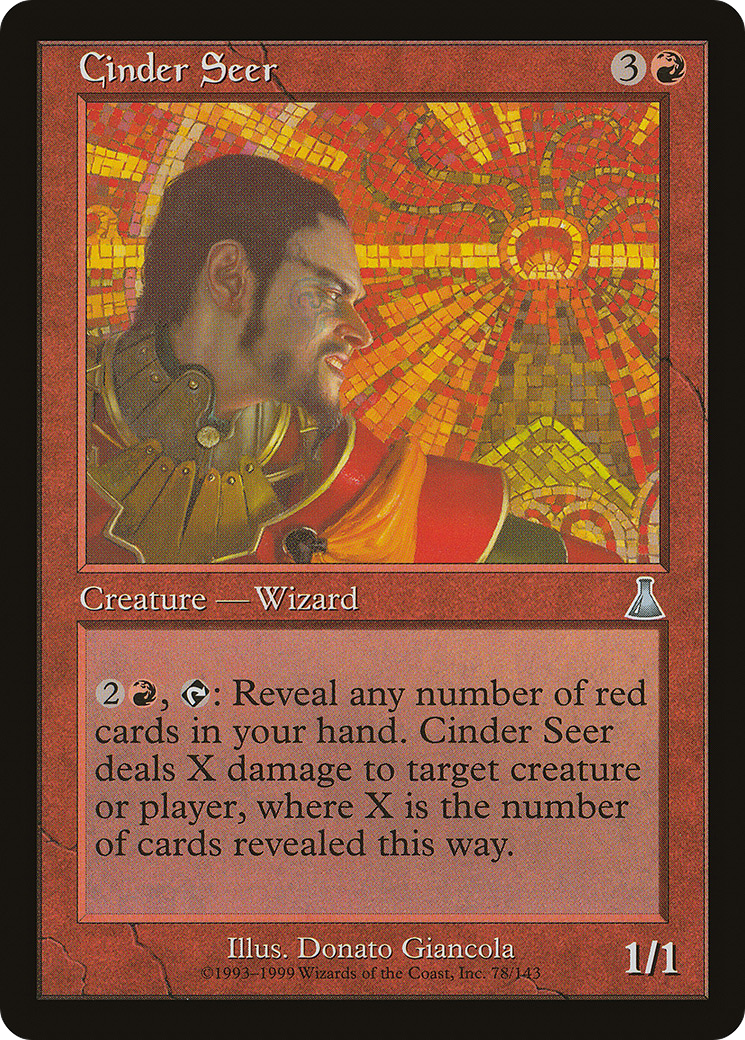 Cinder Seer
3
Creature — Wizard
2, : Reveal any number of red
cards in your hand. Cinder Seer
deals X damage to target creature
or player, where X is the number
of cards revealed this way.
Illus. Donato Giancola
©1993–1999 Wizards of the Coast, Inc. 78/143
1/1